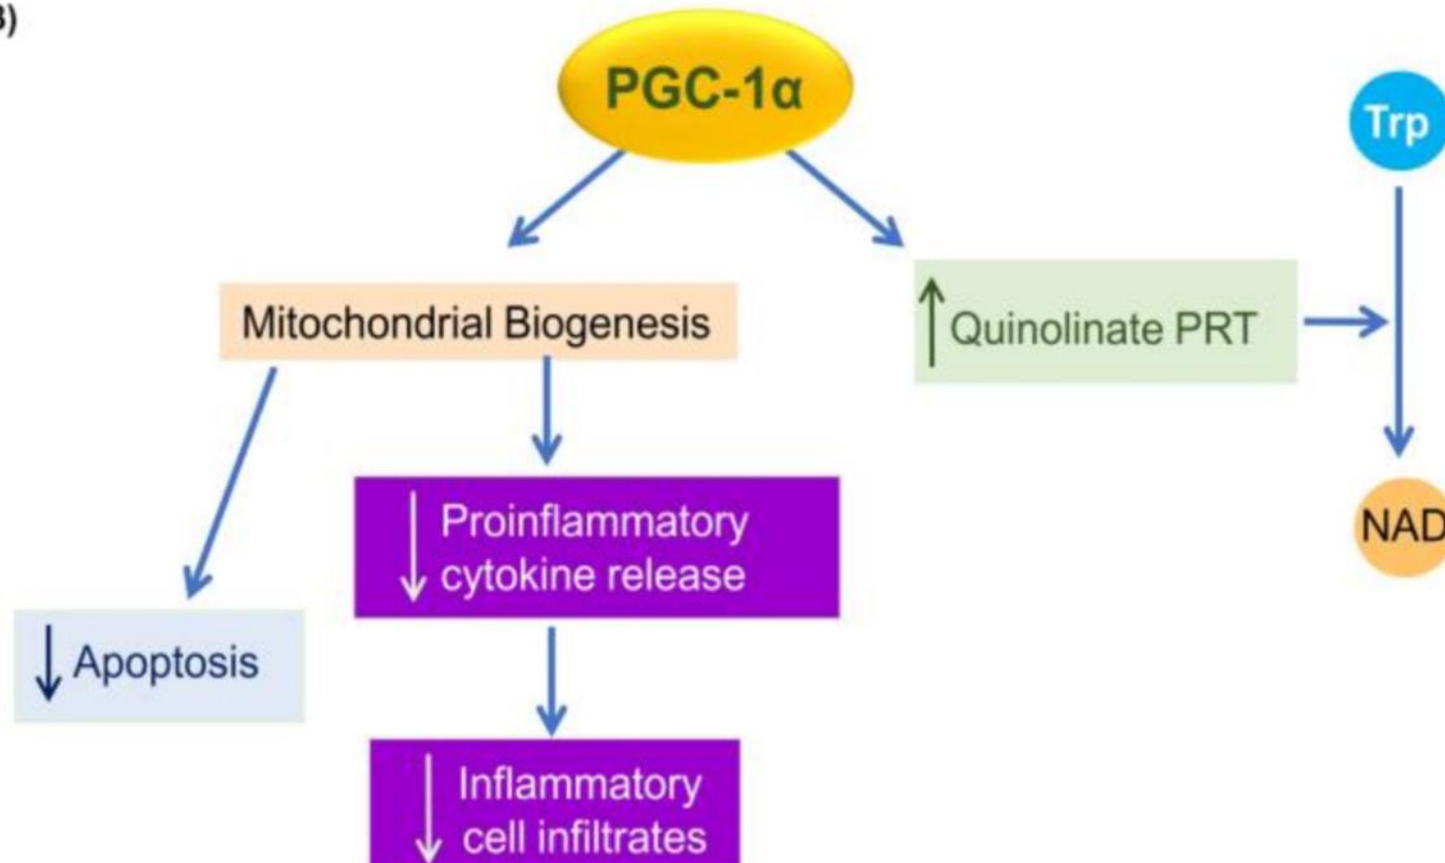 B)
PGC-1α
Trp
Mitochondrial Biogenesis
Quinolinate PRT
Proinflammatory
cytokine release
NAD
Apoptosis
Inflammatory
cell infiltrates